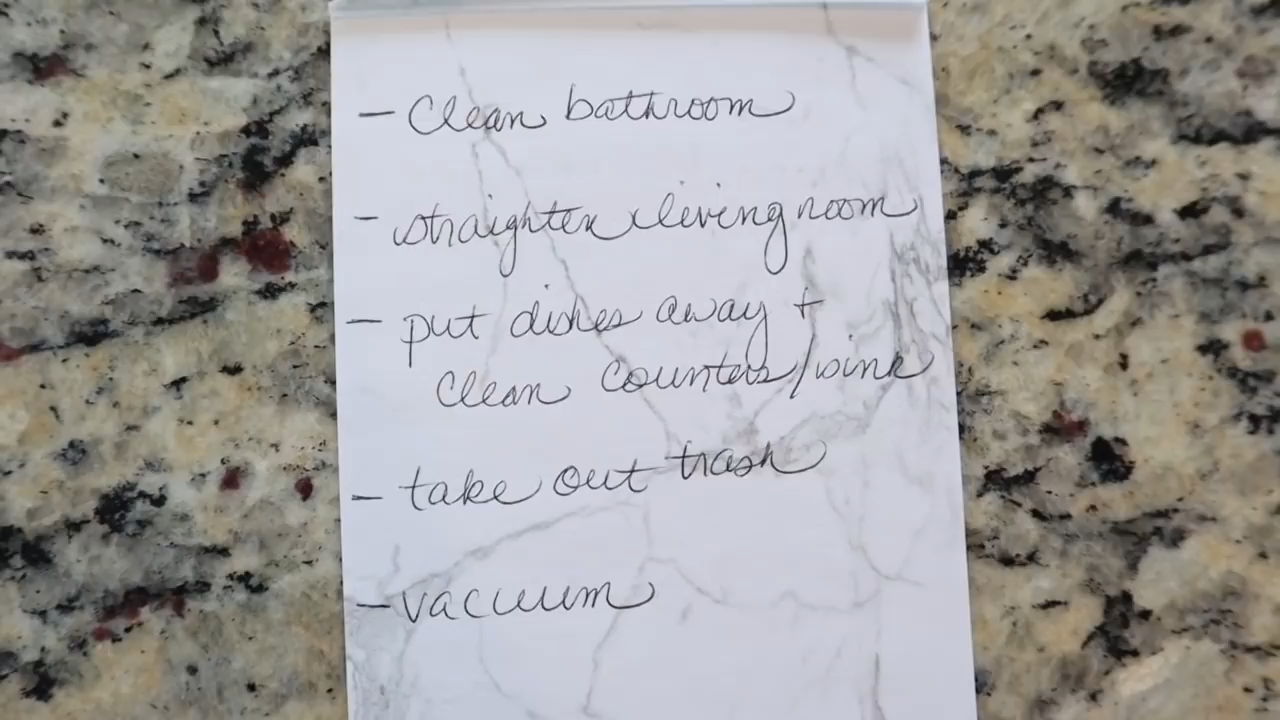 - Clean bathroom
- straighten living room
- put dishes away +
clean counters/sink
- take out trash
- vacuum